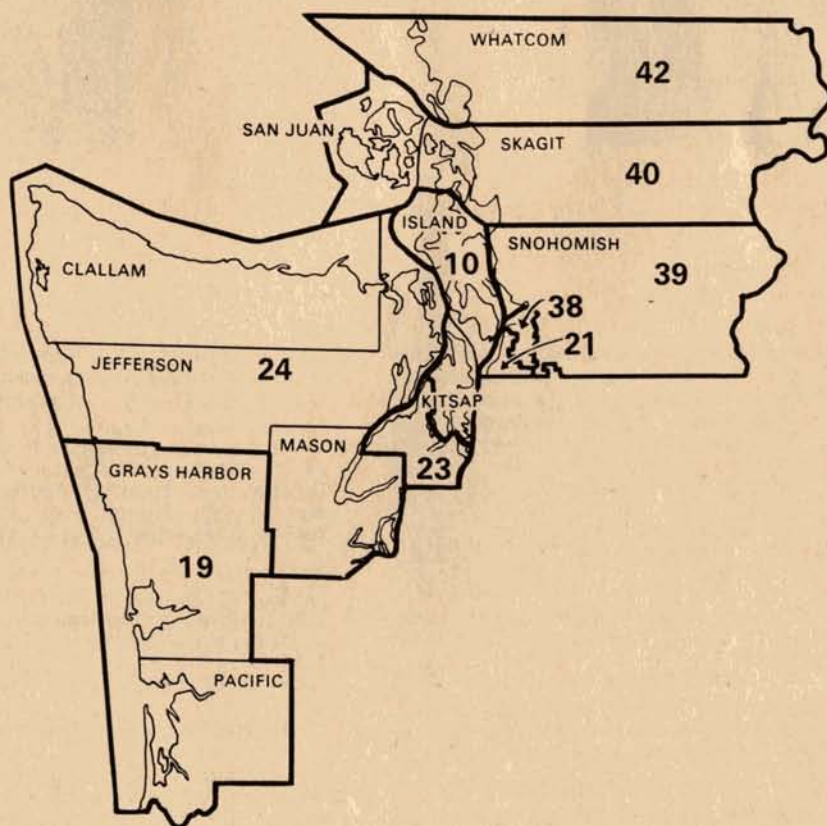 WHATCOM
42
SAN JUAN
SKAGIT
40
ISLAND
SNOHOMISH
CLALLAM
10
39
38
21
JEFFERSON
24
KITSAP
MASON
GRAYS HARBOR
23
19
PACIFIC